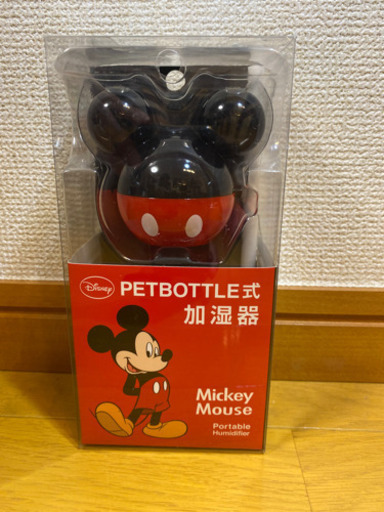 Disney
PETBOTTLE式
加湿器
Mickey
Mouse
Portable
Humidifier